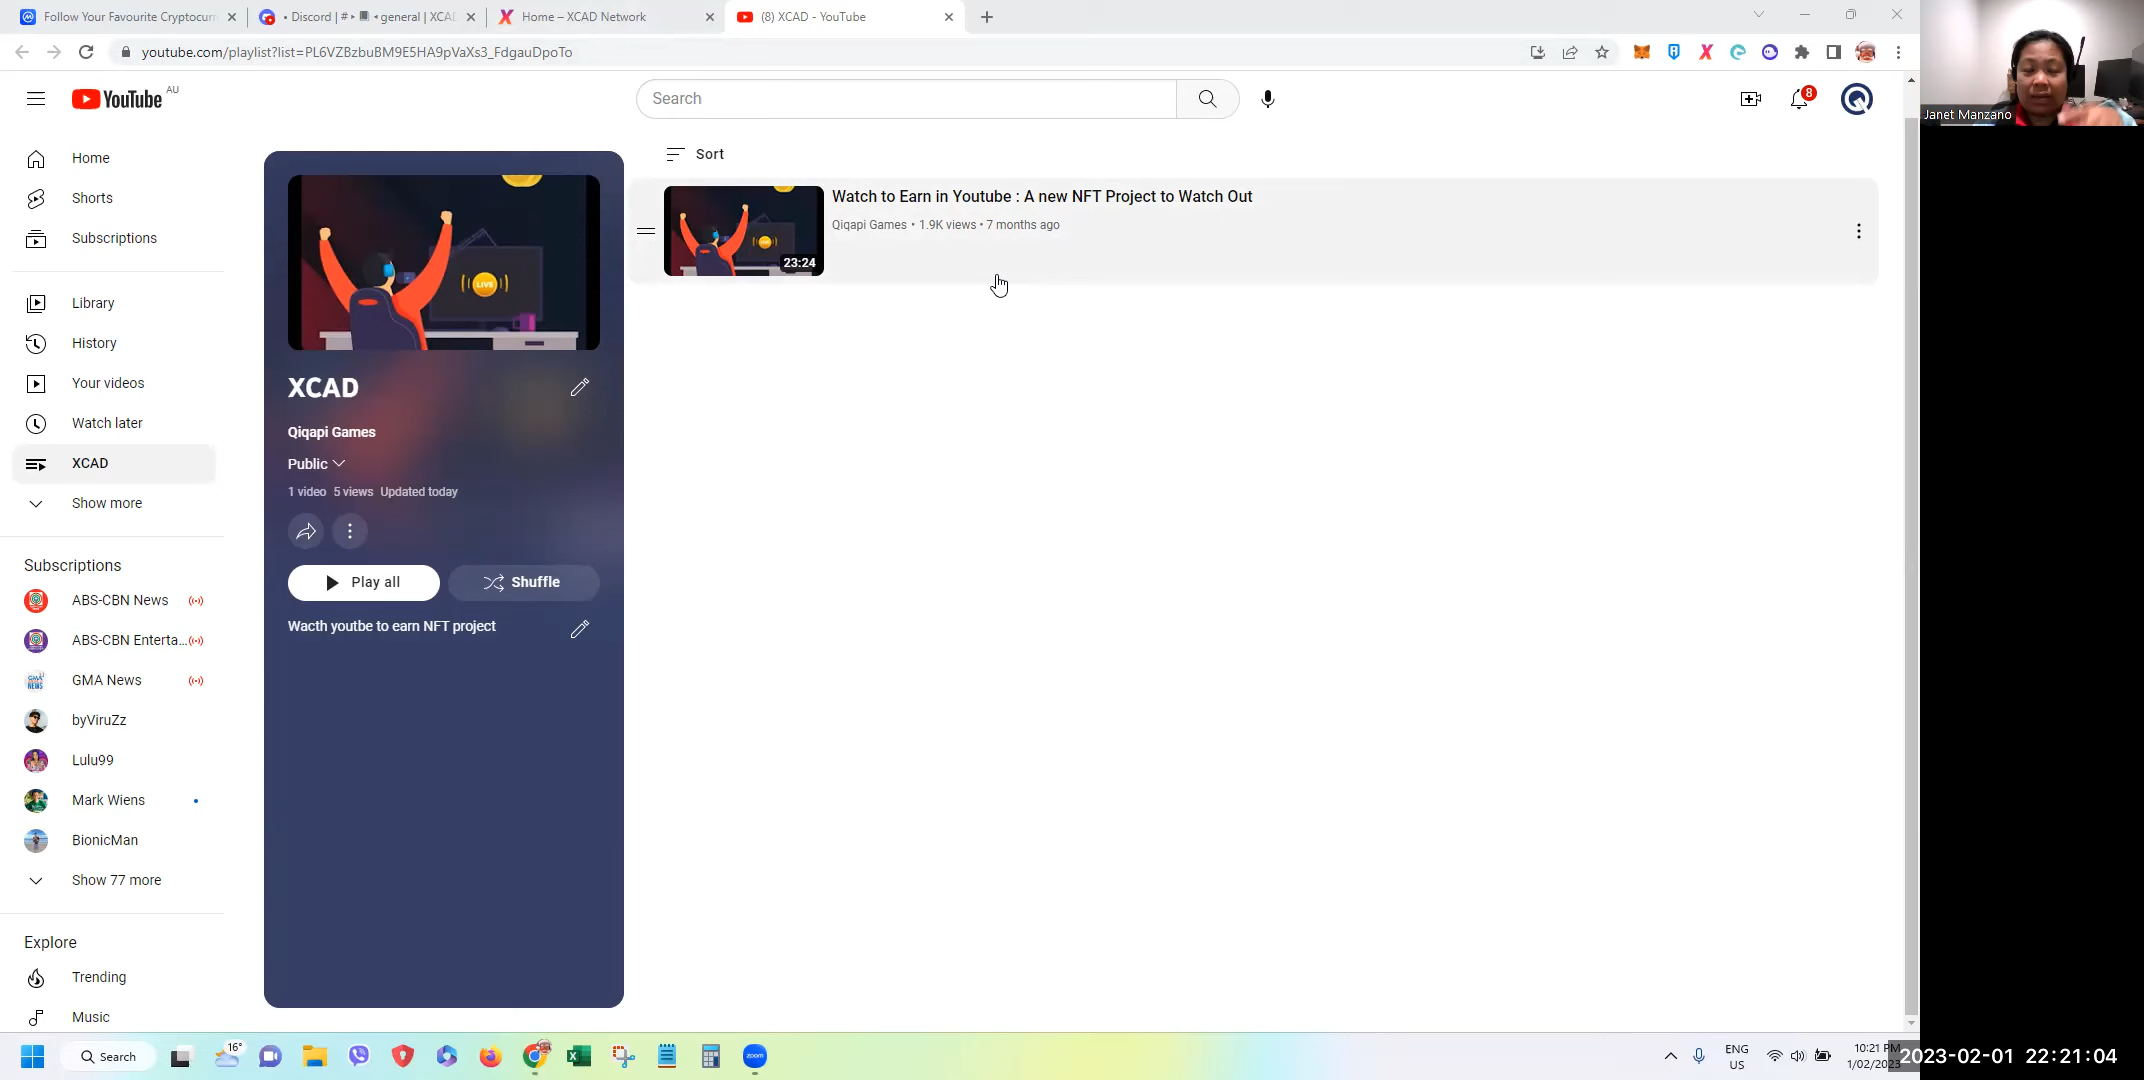 Follow Your Favourite Cryptocurr
• Discord | # general | XCAD
Home – XCAD Network
(8) XCAD - YouTube
youtube.com/playlist?list=PL6VZBzbuBM9E5HA9pVaXs3_FdgauDpoTo
Janet Manzano
YouTube AU
Search
8
Home
Shorts
Subscriptions
Library
History
Your videos
Watch later
XCAD
Show more
Subscriptions
ABS-CBN News
ABS-CBN Enterta...
GMA News
byViruZz
Lulu99
Mark Wiens
BionicMan
Show 77 more
Explore
Trending
Music
LIVE
XCAD
Qiqapi Games
Public
1 video 5 views Updated today
Play all
Shuffle
Wacth youtbe to earn NFT project
Sort
23:24
Watch to Earn in Youtube : A new NFT Project to Watch Out
Qiqapi Games • 1.9K views • 7 months ago
Search
16°
zoom
ENG
US
10:21 PM
1/02/2023
2023-02-01 22:21:04